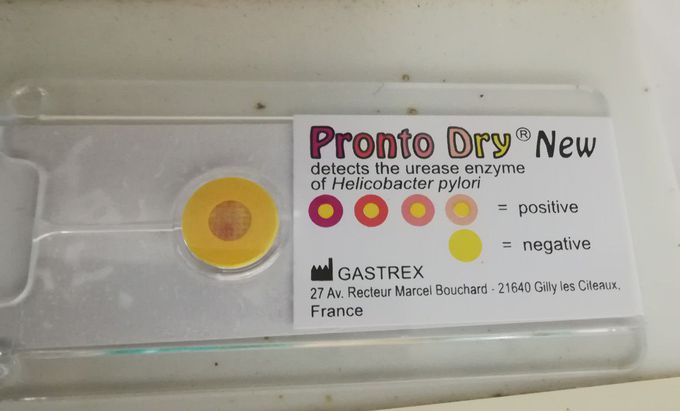 Pronto Dry® New
detects the urease enzyme
of Helicobacter pylori
= positive
= negative
GASTREX
27 Av. Recteur Marcel Bouchard - 21640 Gilly les Citeaux,
France